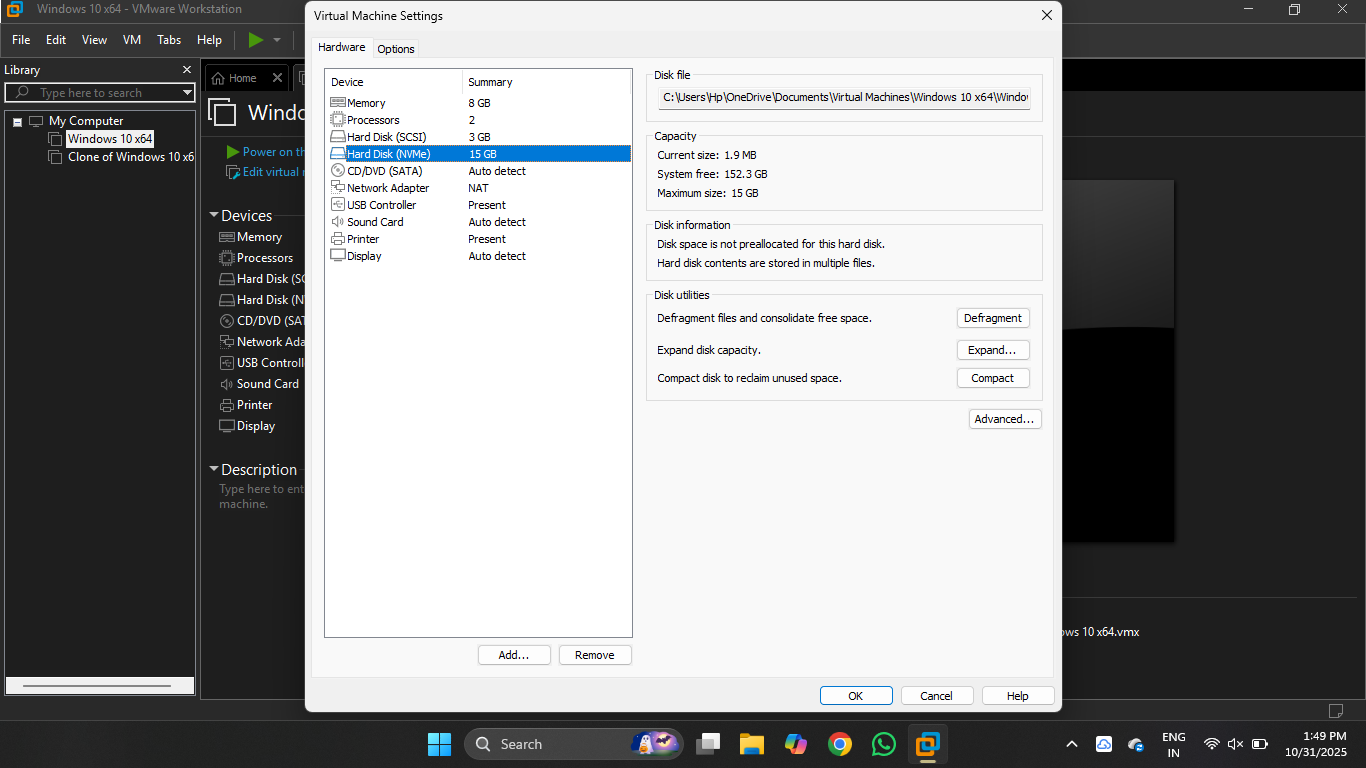 Windows 10 x64 - VMware Workstation
File Edit View VM Tabs Help
Library
Type here to search
My Computer
Windows 10 x64
Clone of Windows 10 x6
Home
Windo
Power on th
Edit virtual
Devices
Memory
Processors
Hard Disk (SC
Hard Disk (N
CD/DVD (SAT
Network Ada
USB Controll
Sound Card
Printer
Display
Description
Type here to ent
machine.
Virtual Machine Settings
Hardware Options
Device Summary
Memory 8 GB
Processors 2
Hard Disk (SCSI) 3 GB
Hard Disk (NVMe) 15 GB
CD/DVD (SATA) Auto detect
Network Adapter NAT
USB Controller Present
Sound Card Auto detect
Printer Present
Display Auto detect
Add... Remove
Disk file
C:\Users\Hp\OneDrive\Documents\Virtual Machines\Windows 10 x64\Windo
Capacity
Current size: 1.9 MB
System free: 152.3 GB
Maximum size: 15 GB
Disk information
Disk space is not preallocated for this hard disk.
Hard disk contents are stored in multiple files.
Disk utilities
Defragment files and consolidate free space. Defragment
Expand disk capacity. Expand...
Compact disk to reclaim unused space. Compact
Advanced...
OK Cancel Help
ows 10 x64.vmx
Search
ENG
IN
1:49 PM
10/31/2025